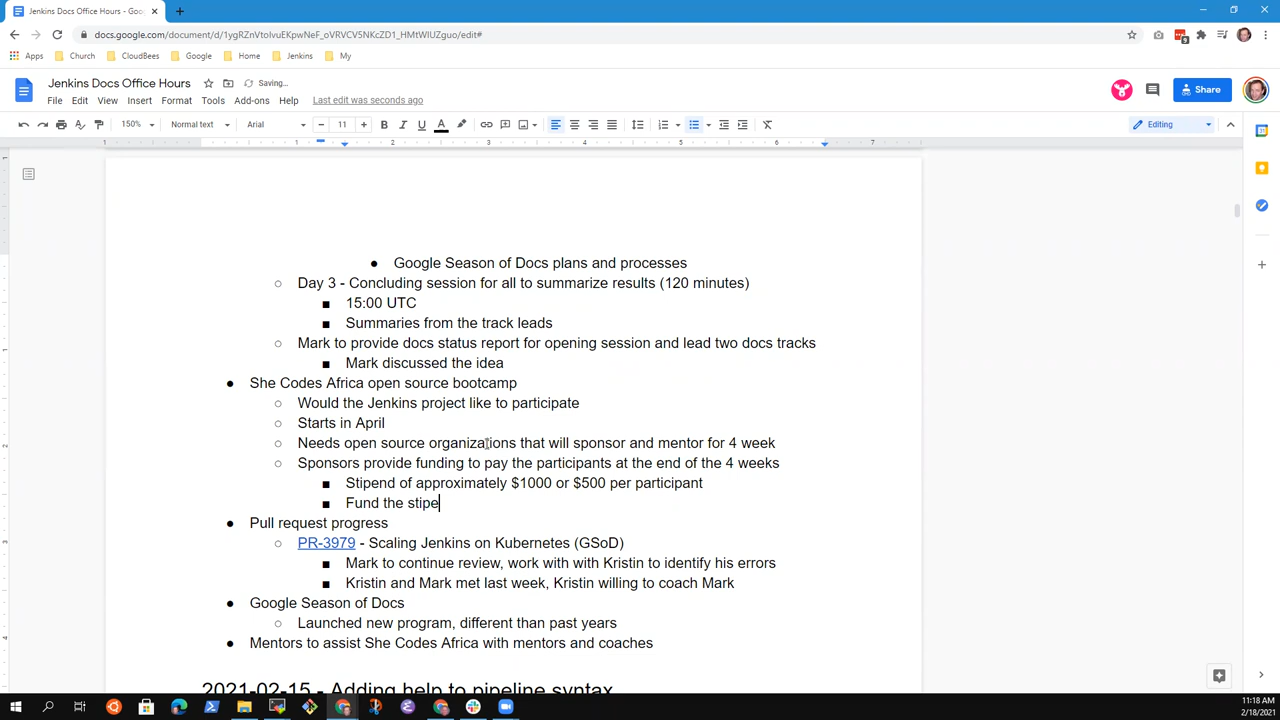 Jenkins Docs Office Hours - Goo
docs.google.com/document/d/1ygRZnVtoIvuEKpwNeF_oVRVCV5NKcZD1_HMtWIUZguo/edit#
Apps Church CloudBees Google Home Jenkins My
Jenkins Docs Office Hours Saving...
File Edit View Insert Format Tools Add-ons Help Last edit was seconds ago
Share
150% Normal text Arial 11 Editing
1 1 2 3 4 5 6 7
Google Season of Docs plans and processes
Day 3 - Concluding session for all to summarize results (120 minutes)
15:00 UTC
Summaries from the track leads
Mark to provide docs status report for opening session and lead two docs tracks
Mark discussed the idea
She Codes Africa open source bootcamp
Would the Jenkins project like to participate
Starts in April
Needs open source organizations that will sponsor and mentor for 4 week
Sponsors provide funding to pay the participants at the end of the 4 weeks
Stipend of approximately $1000 or $500 per participant
Fund the stipe
Pull request progress
PR-3979 - Scaling Jenkins on Kubernetes (GSoD)
Mark to continue review, work with with Kristin to identify his errors
Kristin and Mark met last week, Kristin willing to coach Mark
Google Season of Docs
Launched new program, different than past years
Mentors to assist She Codes Africa with mentors and coaches
2021-02-15 - Adding help to pipeline syntax
11:18 AM
2/18/2021